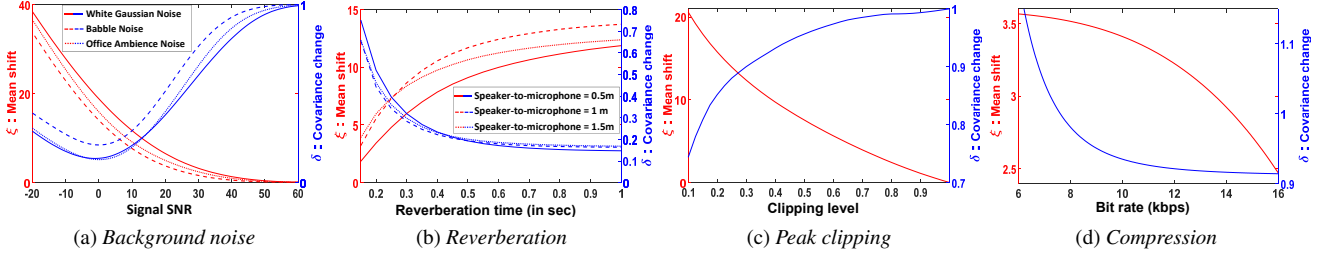 40
30
20
10
0
ξ : Mean shift
White Gaussian Noise
Babble Noise
Office Ambience Noise
1
0
δ : Covariance change
-20 -10 0 10 20 30 40 50 60
Signal SNR
(a) Background noise
15
10
5
0
ξ : Mean shift
Speaker-to-microphone = 0.5m
Speaker-to-microphone = 1 m
Speaker-to-microphone = 1.5m
0.8
0.7
0.6
0.5
0.4
0.3
0.2
0.1
0
δ : Covariance change
0.2 0.3 0.4 0.5 0.6 0.7 0.8 0.9 1
Reverberation time (in sec)
(b) Reverberation
20
10
0
ξ : Mean shift
1
0.9
0.8
0.7
δ : Covariance change
0.1 0.2 0.3 0.4 0.5 0.6 0.7 0.8 0.9
Clipping level
(c) Peak clipping
3.5
3
2.5
ξ : Mean shift
1.1
1
0.9
δ : Covariance change
6 8 10 12 14 16
Bit rate (kbps)
(d) Compression